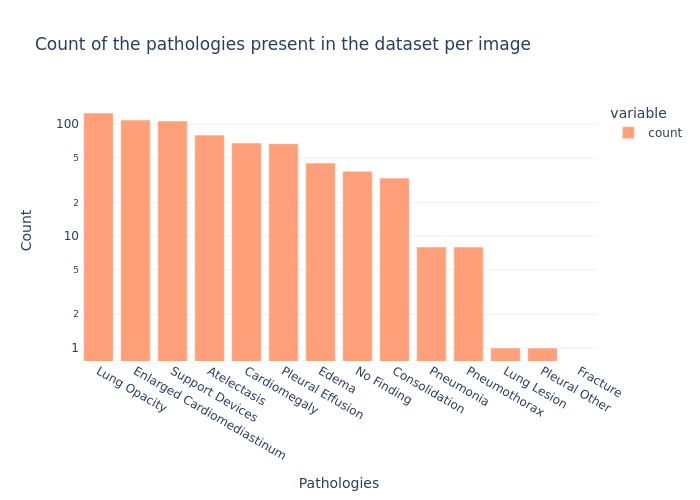 Count of the pathologies present in the dataset per image
variable
count
100
5
2
10
5
2
1
Count
Lung Opacity
Enlarged Cardiomediastinum
Support Devices
Atelectasis
Cardiomegaly
Pleural Effusion
Edema
No Finding
Consolidation
Pneumonia
Pneumothorax
Lung Lesion
Pleural Other
Fracture
Pathologies